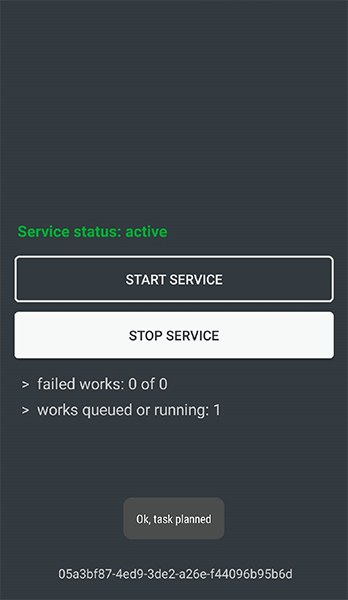 Service status: active
START SERVICE
STOP SERVICE
> failed works: 0 of 0
> works queued or running: 1
Ok, task planned
05a3bf87-4ed9-3de2-a26e-f44096b95b6d